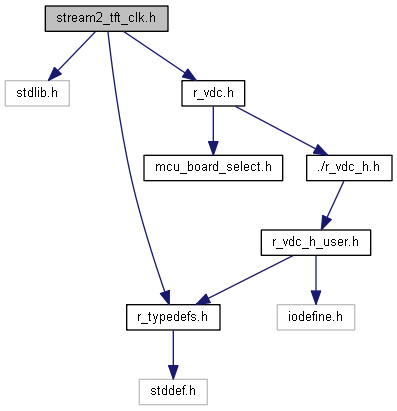 stream2_tft_clk.h
stdlib.h
r_vdc.h
mcu_board_select.h
./r_vdc_h.h
r_vdc_h_user.h
r_typedefs.h
iodefine.h
stddef.h